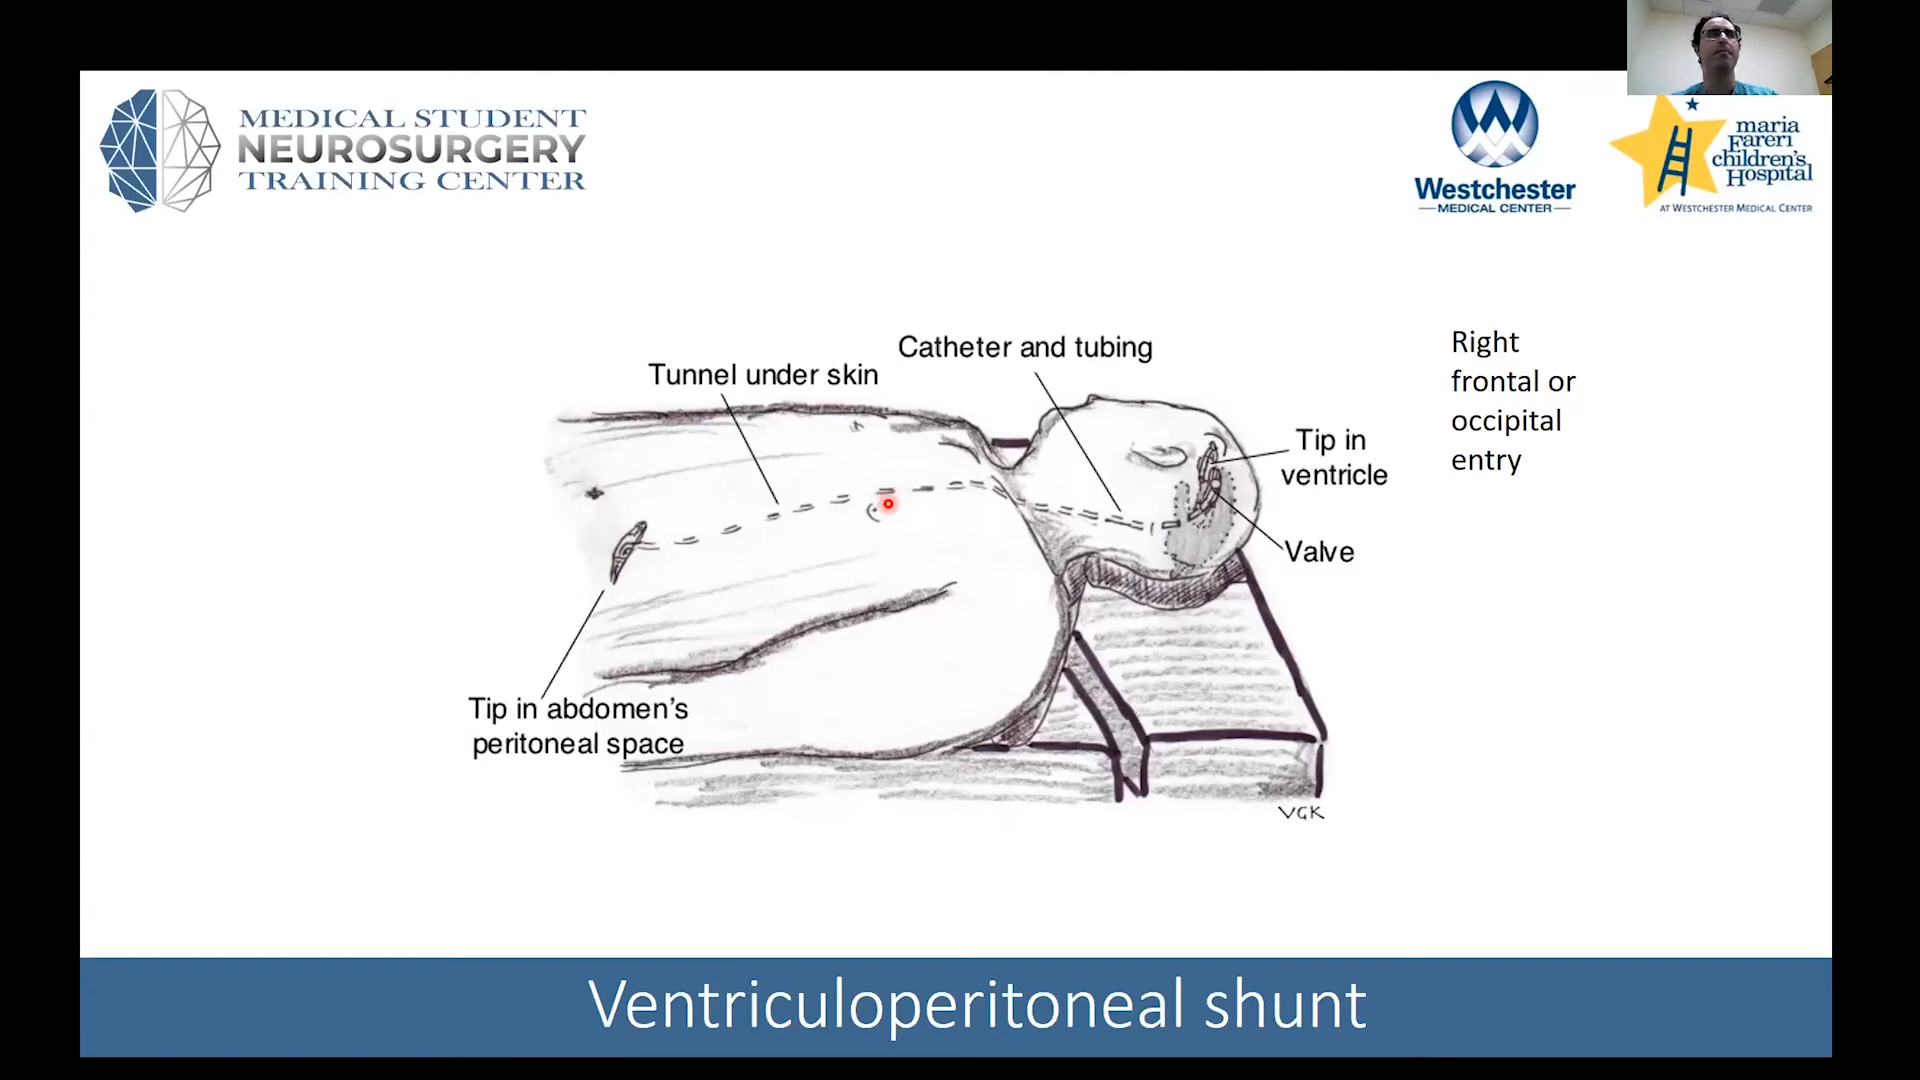 MEDICAL STUDENT
NEUROSURGERY
TRAINING CENTER
Westchester
MEDICAL CENTER
maria
Fareri
children's
Hospital
AT WESTCHESTER MEDICAL CENTER
Catheter and tubing
Tunnel under skin
Tip in
ventricle
Valve
Tip in abdomen's
peritoneal space
VGK
Right
frontal or
occipital
entry
Ventriculoperitoneal shunt